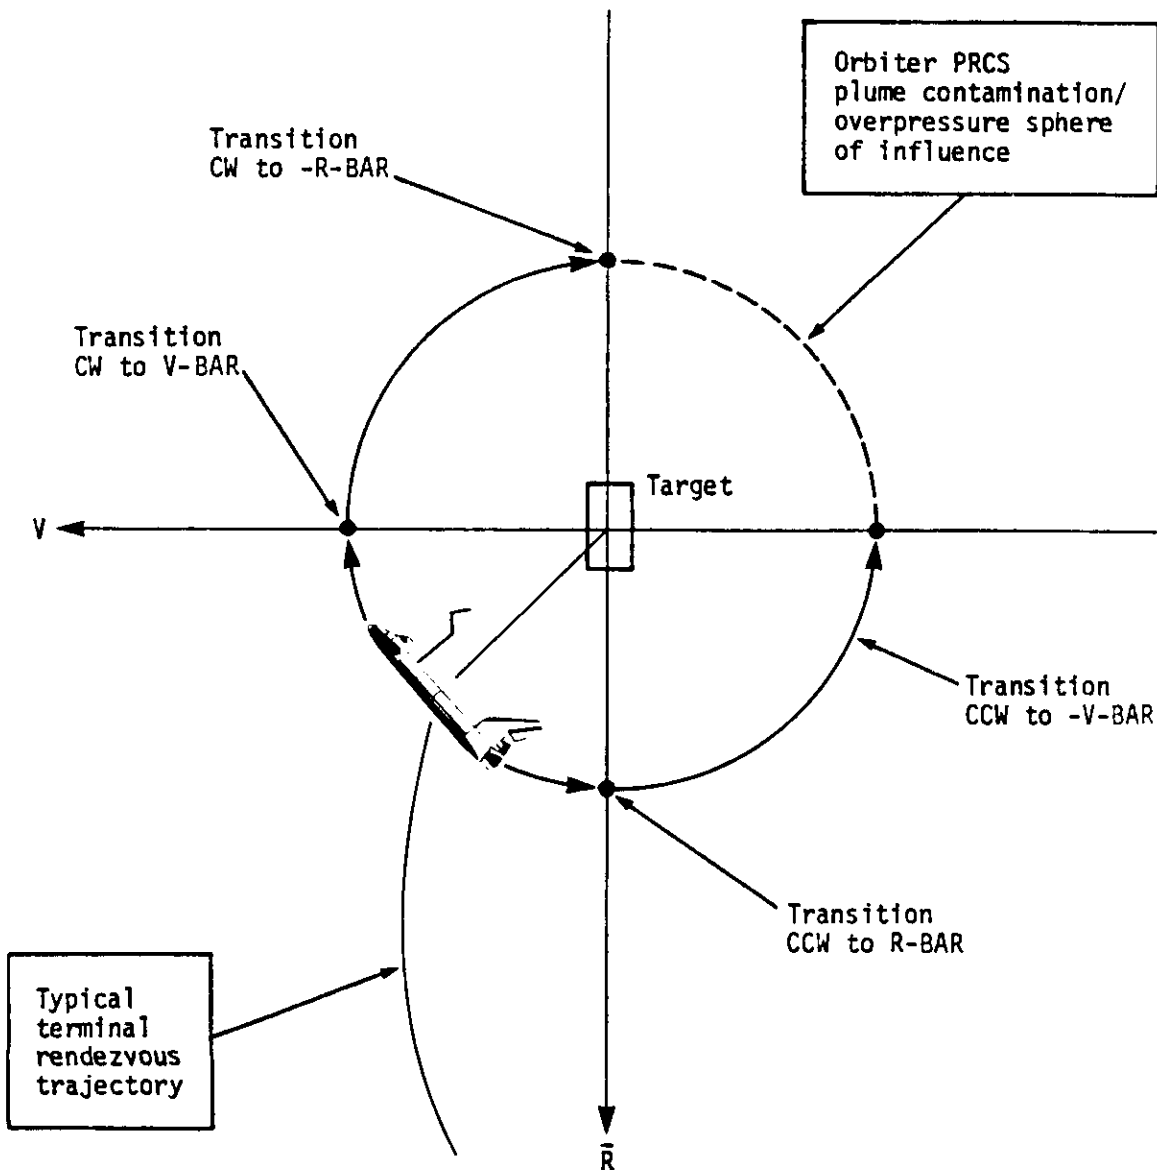 Orbiter PRCS
plume contamination/
overpressure sphere
of influence
Transition
CW to -R-BAR
Transition
CW to V-BAR
Target
V
Transition
CCW to -V-BAR
Transition
CCW to R-BAR
Typical
terminal
rendezvous
trajectory
R̅